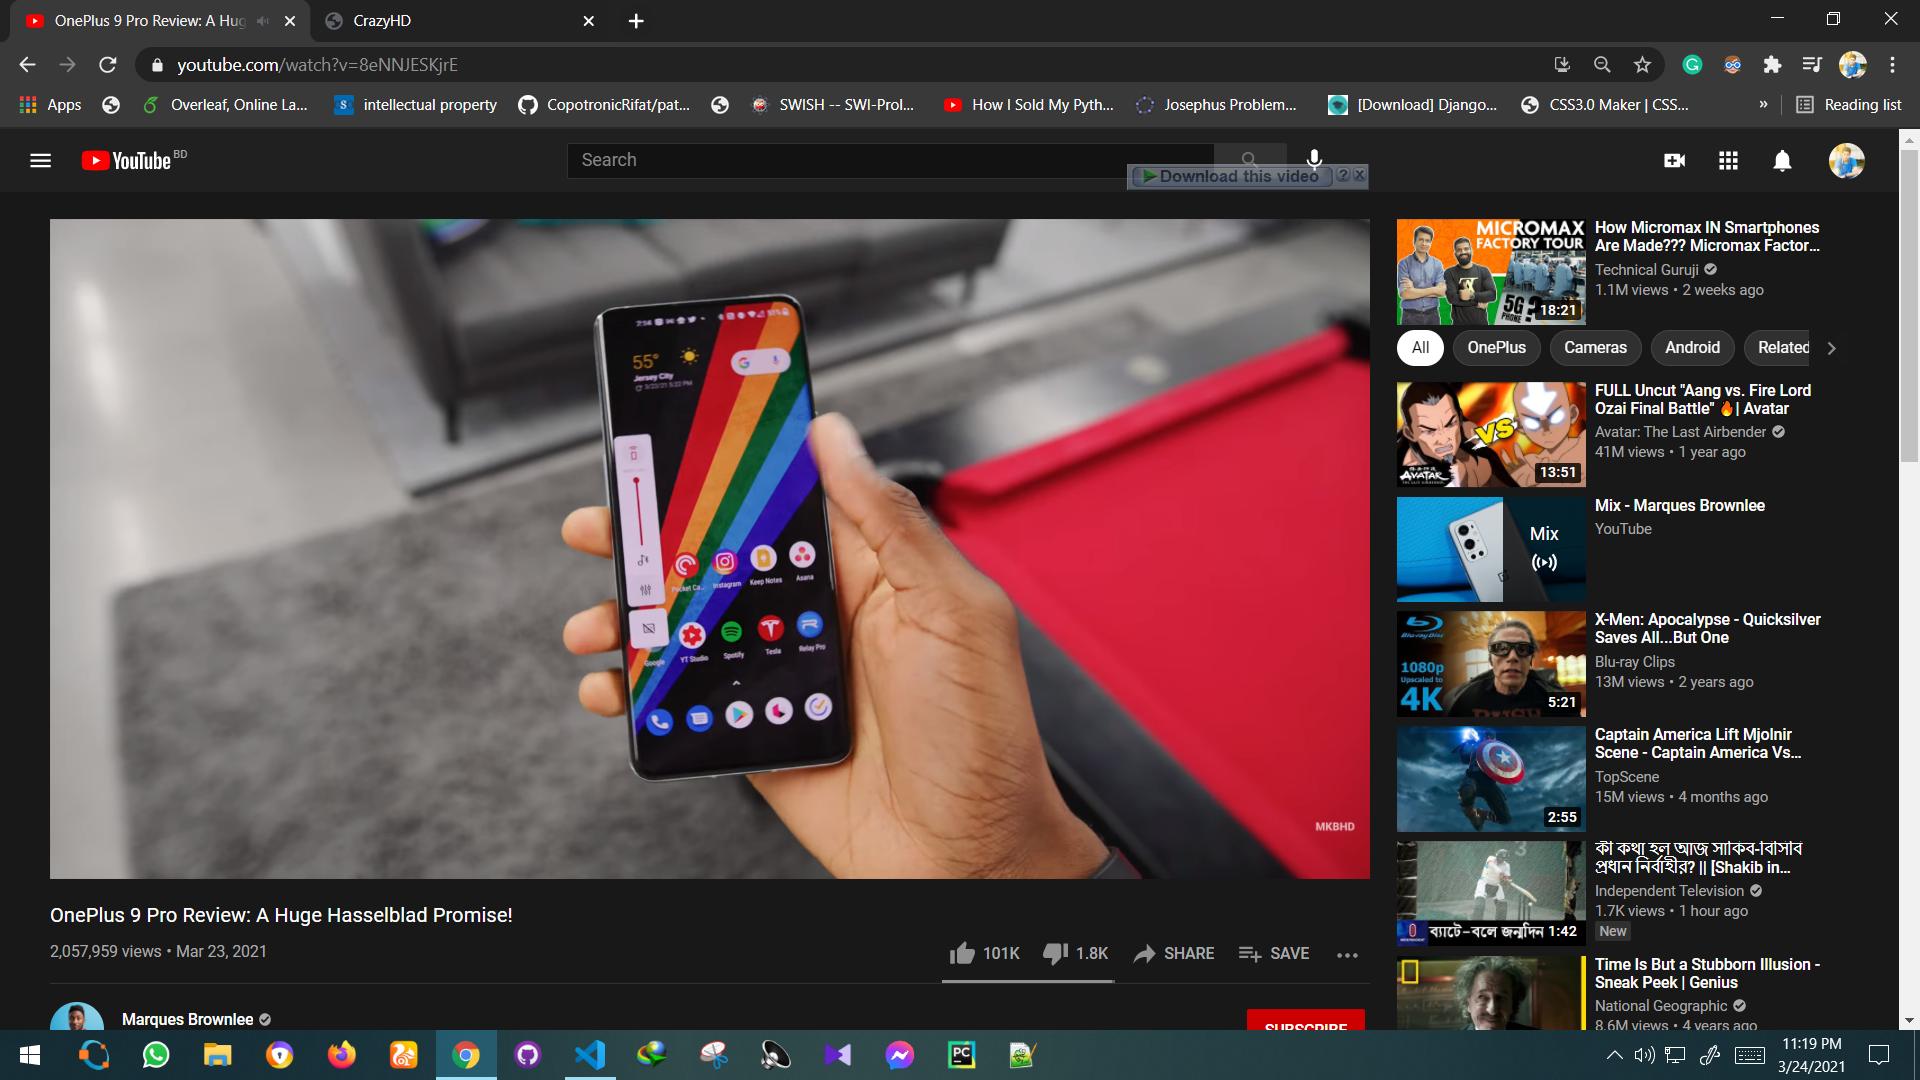 OnePlus 9 Pro Review: A Hug
CrazyHD
youtube.com/watch?v=8eNNJESKjrE
Apps
Overleaf, Online La...
intellectual property
CopotronicRifat/pat...
SWISH -- SWI-Prol...
How I Sold My Pyth...
Josephus Problem...
[Download] Django...
CSS3.0 Maker | CSS...
»
Reading list
YouTube BD
Search
Download this video
55°
Jersey City
Instagram
Keep Notes
Asana
Google
YT Studio
Spotify
Tesla
Relay Pro
MKBHD
OnePlus 9 Pro Review: A Huge Hasselblad Promise!
2,057,959 views • Mar 23, 2021
101K
1.8K
SHARE
SAVE
Marques Brownlee
SUBSCRIBE
MICROMAX
FACTORY TOUR
5G ?
PHONE
18:21
How Micromax IN Smartphones
Are Made??? Micromax Factor...
Technical Guruji
1.1M views • 2 weeks ago
All
OnePlus
Cameras
Android
Related
VS
AVATAR
13:51
FULL Uncut "Aang vs. Fire Lord
Ozai Final Battle" 🔥| Avatar
Avatar: The Last Airbender
41M views • 1 year ago
Mix
Mix - Marques Brownlee
YouTube
Blu-ray Disc
1080p
Upscaled to
4K
5:21
X-Men: Apocalypse - Quicksilver
Saves All...But One
Blu-ray Clips
13M views • 2 years ago
2:55
Captain America Lift Mjolnir
Scene - Captain America Vs...
TopScene
15M views • 4 months ago
ব্যাটে-বলে জন্মদিন 1:42
কী কথা হল আজ
প্রধান নির্বাহীর? || [Shakib in...
Independent Television
1.7K views • 1 hour ago
New
Time Is But a Stubborn Illusion -
Sneak Peek | Genius
National Geographic
8.6M views • 4 years ago
PC
11:19 PM
3/24/2021